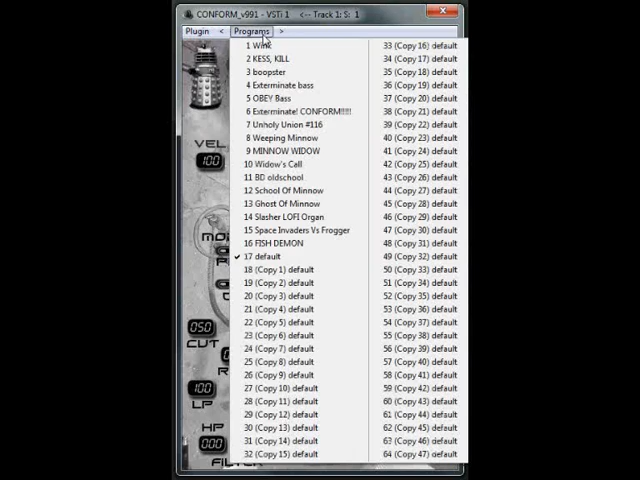 CONFORM_v991 - VSTi 1 <-- Track 1: S: 1
Plugin < Programs >
1 Wink
2 KESS, KILL
3 boopster
4 Exterminate bass
5 OBEY Bass
6 Exterminate! CONFORM!!!!!
7 Unholy Union #116
8 Weeping Minnow
9 MINNOW WIDOW
10 Widow's Call
11 BD oldschool
12 School Of Minnow
13 Ghost Of Minnow
14 Slasher LOFI Organ
15 Space Invaders Vs Frogger
16 FISH DEMON
17 default
18 (Copy 1) default
19 (Copy 2) default
20 (Copy 3) default
21 (Copy 4) default
22 (Copy 5) default
23 (Copy 6) default
24 (Copy 7) default
25 (Copy 8) default
26 (Copy 9) default
27 (Copy 10) default
28 (Copy 11) default
29 (Copy 12) default
30 (Copy 13) default
31 (Copy 14) default
32 (Copy 15) default
33 (Copy 16) default
34 (Copy 17) default
35 (Copy 18) default
36 (Copy 19) default
37 (Copy 20) default
38 (Copy 21) default
39 (Copy 22) default
40 (Copy 23) default
41 (Copy 24) default
42 (Copy 25) default
43 (Copy 26) default
44 (Copy 27) default
45 (Copy 28) default
46 (Copy 29) default
47 (Copy 30) default
48 (Copy 31) default
49 (Copy 32) default
50 (Copy 33) default
51 (Copy 34) default
52 (Copy 35) default
53 (Copy 36) default
54 (Copy 37) default
55 (Copy 38) default
56 (Copy 39) default
57 (Copy 40) default
58 (Copy 41) default
59 (Copy 42) default
60 (Copy 43) default
61 (Copy 44) default
62 (Copy 45) default
63 (Copy 46) default
64 (Copy 47) default
VEL
100
050
CUT
100
LP
HP
000
FILTER